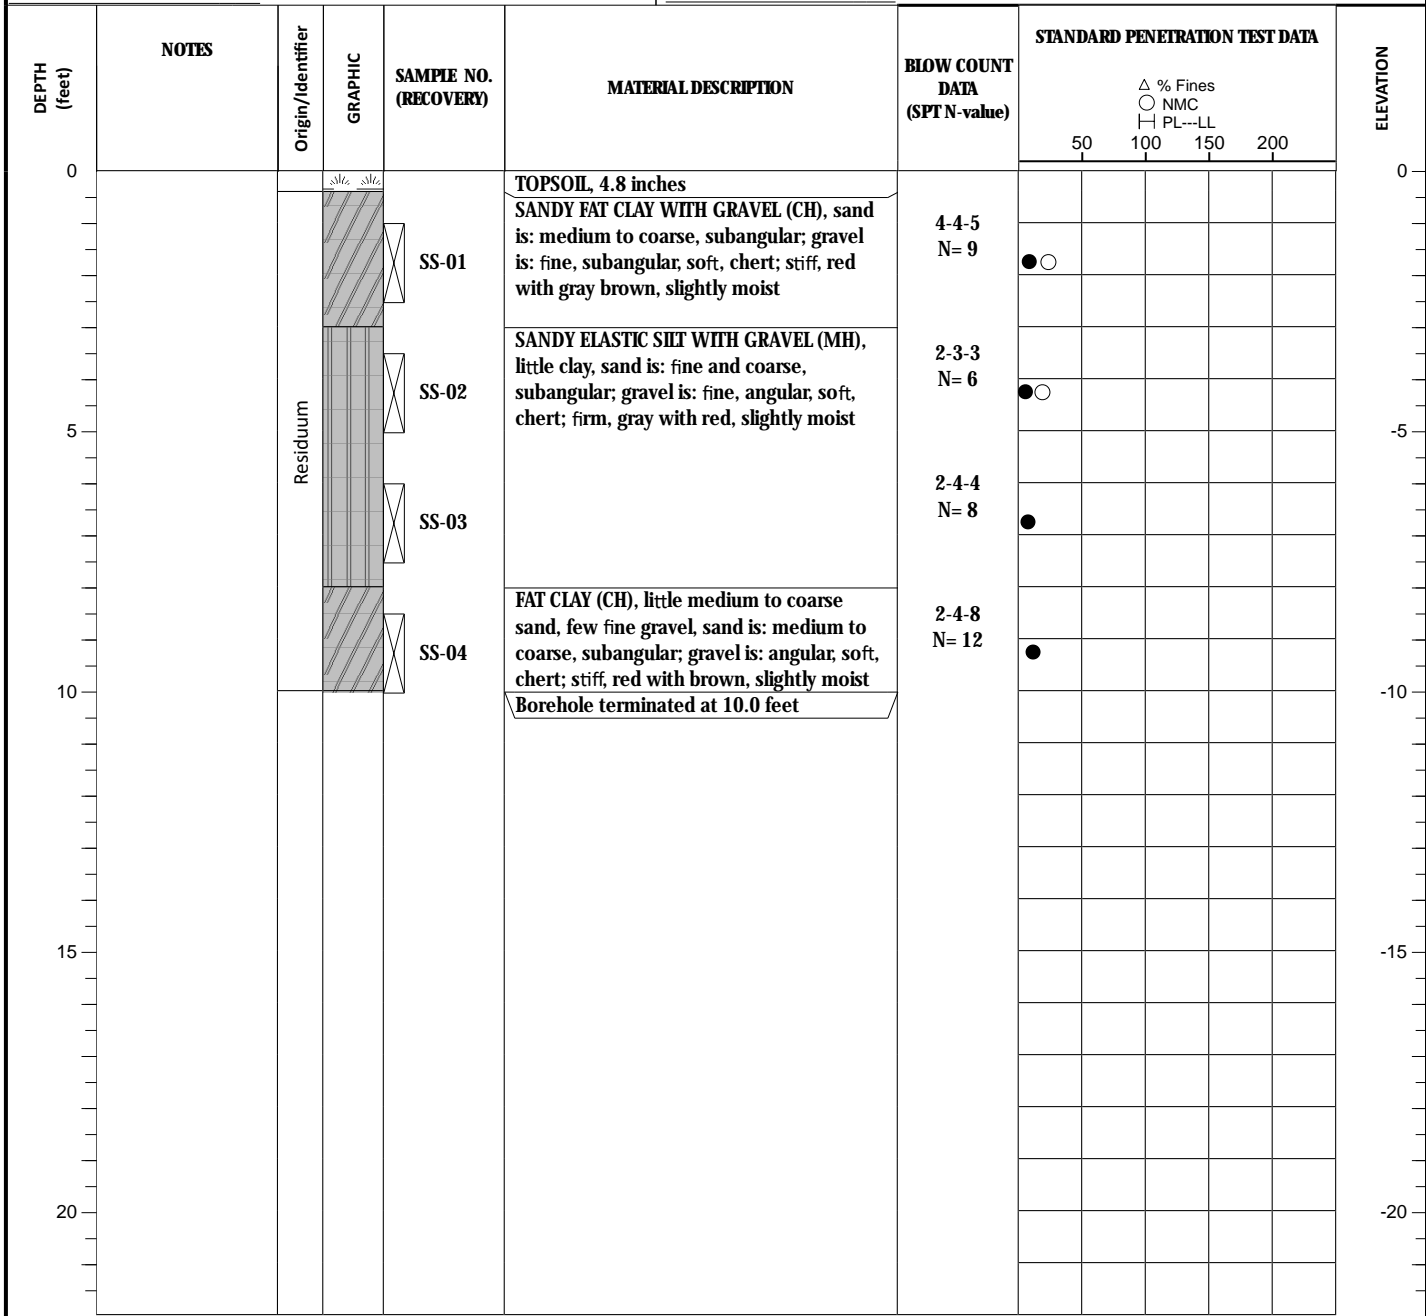 DEPTH
(feet)
NOTES
Origin/Identifier
GRAPHIC
SAMPLE NO.
(RECOVERY)
MATERIAL DESCRIPTION
BLOW COUNT
DATA
(SPT N-value)
STANDARD PENETRATION TEST DATA
△ % Fines
○ NMC
PL---LL
50 100 150 200
ELEVATION
0
TOPSOIL, 4.8 inches
0
SANDY FAT CLAY WITH GRAVEL (CH), sand
is: medium to coarse, subangular; gravel
is: fine, subangular, soft, chert; stiff, red
with gray brown, slightly moist
SS-01
4-4-5
N= 9
SANDY ELASTIC SILT WITH GRAVEL (MH),
little clay, sand is: fine and coarse,
subangular; gravel is: fine, angular, soft,
chert; firm, gray with red, slightly moist
SS-02
2-3-3
N= 6
5
Residuum
-5
SS-03
2-4-4
N= 8
FAT CLAY (CH), little medium to coarse
sand, few fine gravel, sand is: medium to
coarse, subangular; gravel is: angular, soft,
chert; stiff, red with brown, slightly moist
SS-04
2-4-8
N= 12
10
Borehole terminated at 10.0 feet
-10
15
-15
20
-20